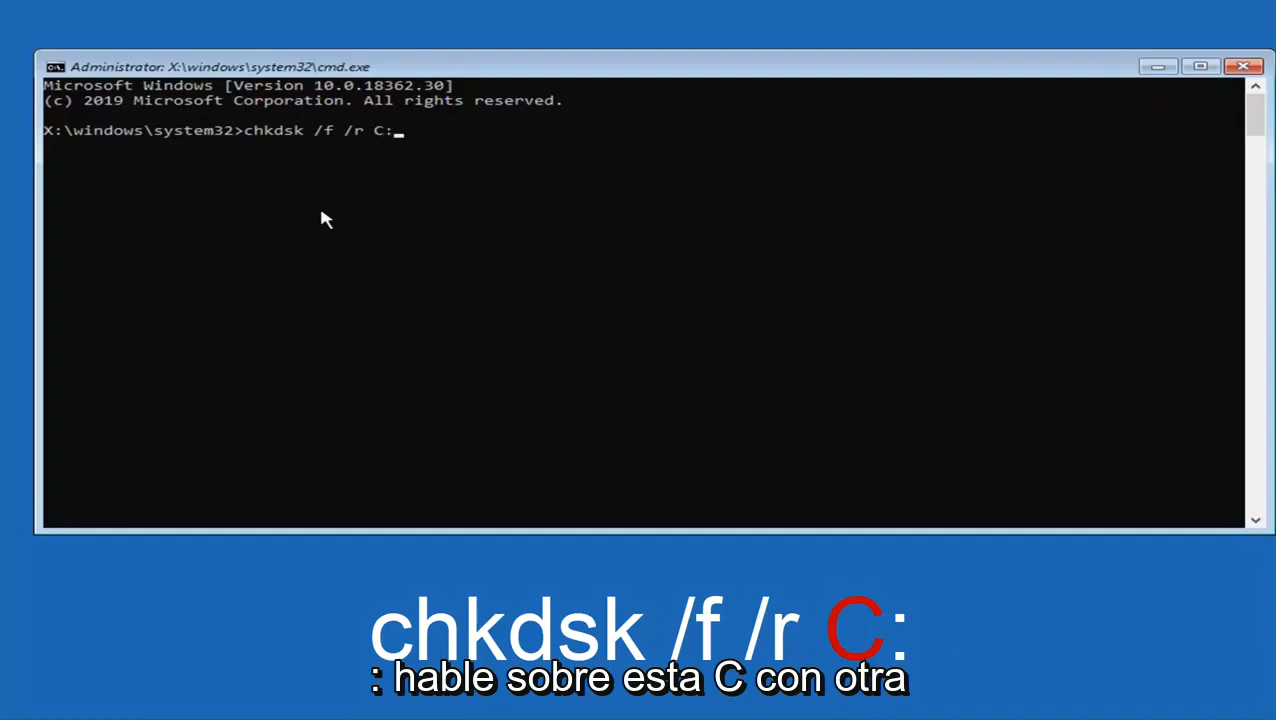 Administrator: X:\windows\system32\cmd.exe
Microsoft Windows [Version 10.0.18362.30]
(c) 2019 Microsoft Corporation. All rights reserved.
X:\windows\system32>chkdsk /f /r C:
chkdsk /f /r C:
: hable sobre esta C con otra